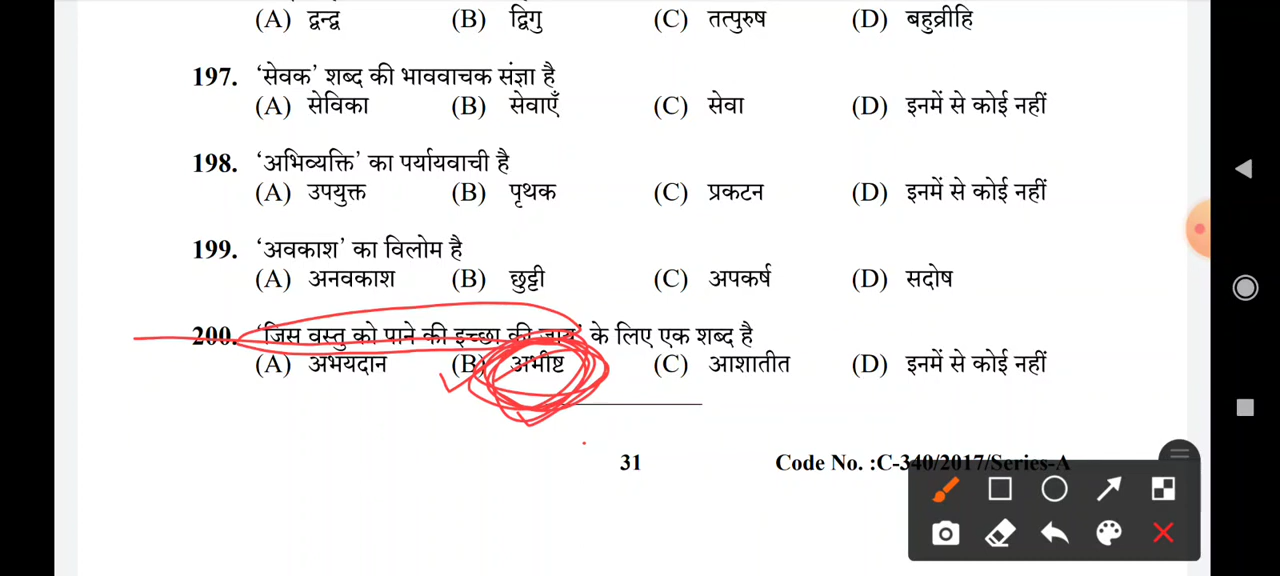 (A) द्वन्द्व (B) द्विगु (C) तत्पुरुष (D) बहुव्रीहि
197. ‘सेवक’ शब्द की भाववाचक संज्ञा है
(A) सेविका (B) सेवाएँ (C) सेवा (D) इनमें से कोई नहीं
198. ‘अभिव्यक्ति’ का पर्यायवाची है
(A) उपयुक्त (B) पृथक (C) प्रकटन (D) इनमें से कोई नहीं
199. ‘अवकाश’ का विलोम है
(A) अनवकाश (B) छुट्टी (C) अपकर्ष (D) सदोष
200. ‘जिस वस्तु को पाने की इच्छा की जाय’ के लिए एक शब्द है
(A) अभयदान (B) अभीष्ट (C) आशातीत (D) इनमें से कोई नहीं
31 Code No. :C-340/2017/Series-A